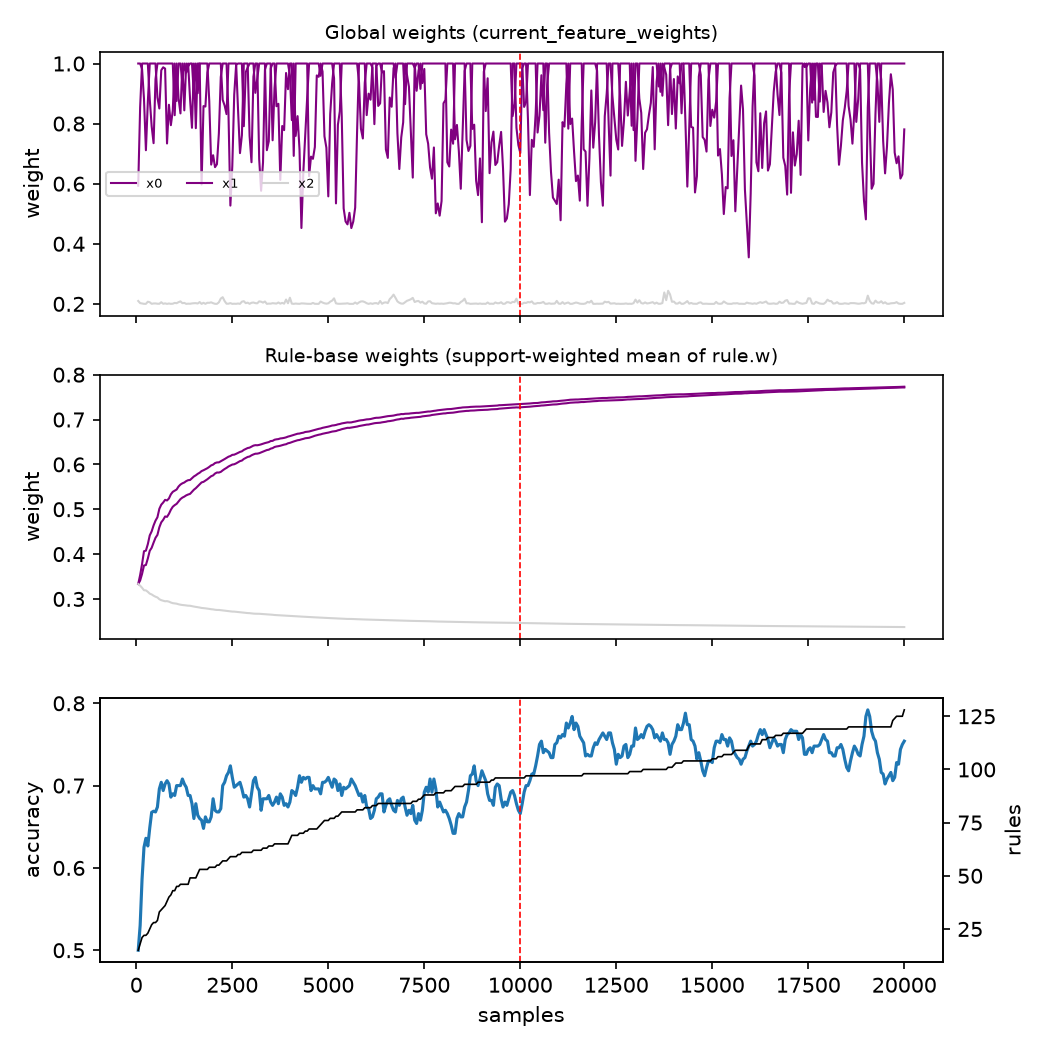 Global weights (current_feature_weights)
1.0
0.8
0.6
0.4
0.2
weight
x0 x1 x2
Rule-base weights (support-weighted mean of rule.w)
0.8
0.7
0.6
0.5
0.4
0.3
weight
0.8
0.7
0.6
0.5
accuracy
125
100
75
50
25
rules
0 2500 5000 7500 10000 12500 15000 17500 20000
samples